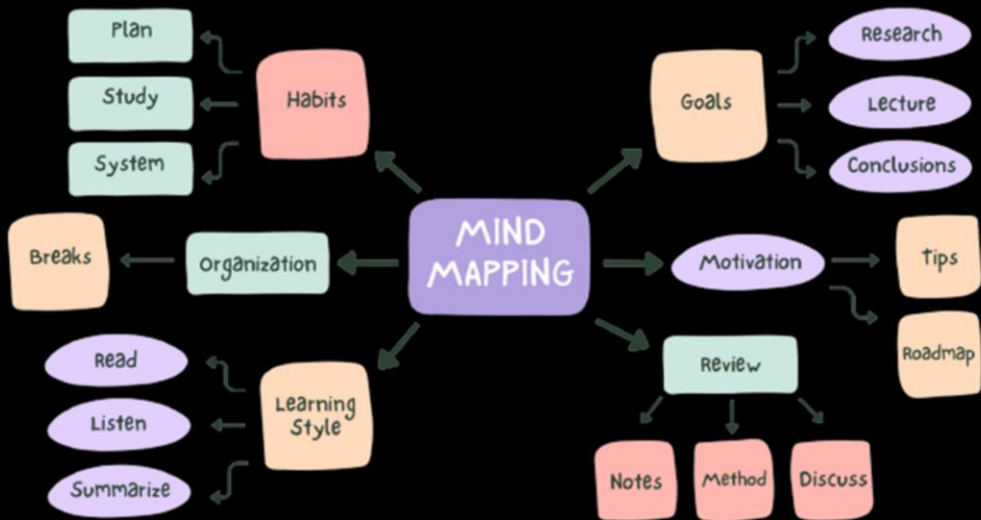 Plan
Study
System
Habits
Goals
Research
Lecture
Conclusions
MIND
MAPPING
Breaks
Organization
Motivation
Tips
Roadmap
Read
Listen
Summarize
Learning
Style
Review
Notes
Method
Discuss